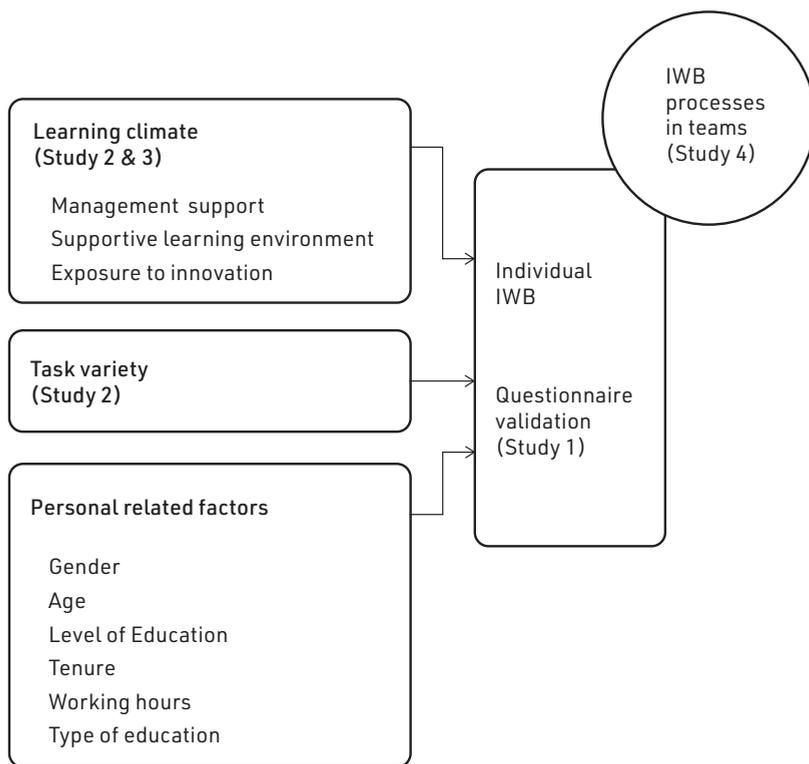 Learning climate
(Study 2 & 3)
Management support
Supportive learning environment
Exposure to innovation
Task variety
(Study 2)
Personal related factors
Gender
Age
Level of Education
Tenure
Working hours
Type of education
Individual
IWB
Questionnaire
validation
(Study 1)
IWB
processes
in teams
(Study 4)